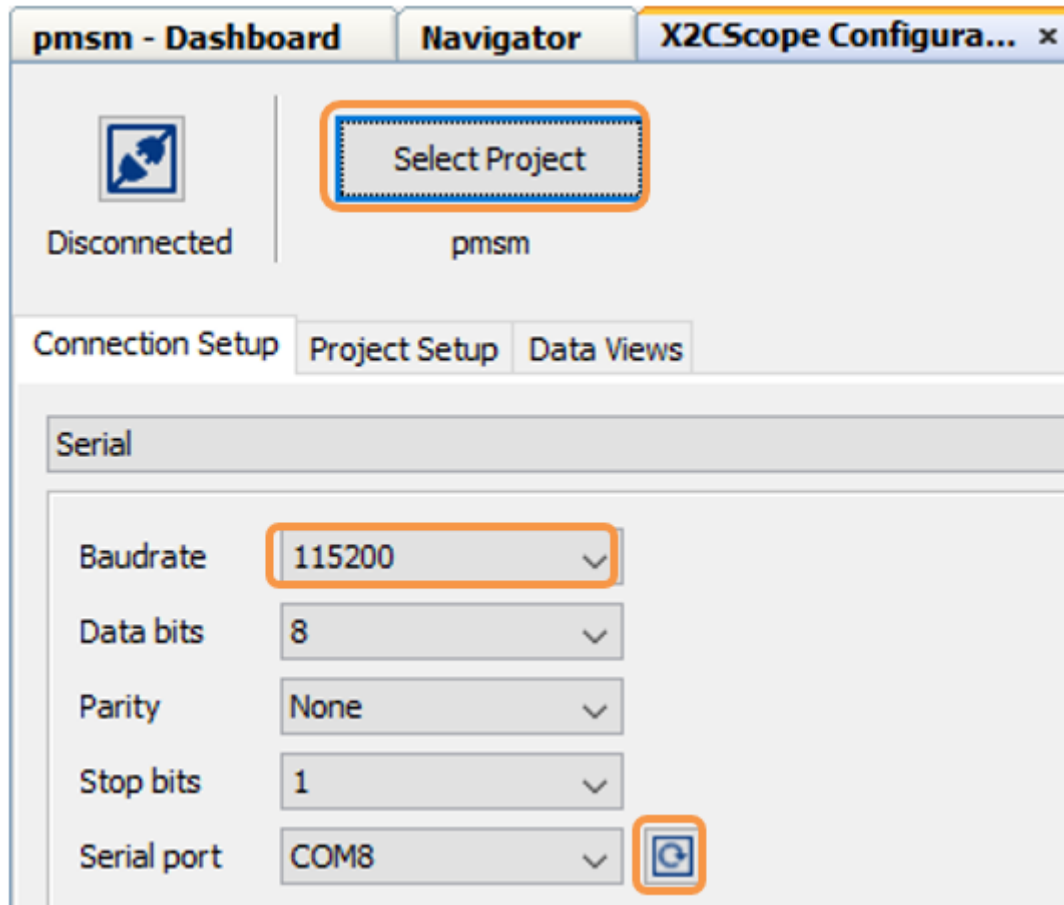 pmsm - Dashboard Navigator X2CScope Configura... ×
Select Project
Disconnected pmsm
Connection Setup Project Setup Data Views
Serial
Baudrate 115200
Data bits 8
Parity None
Stop bits 1
Serial port COM8